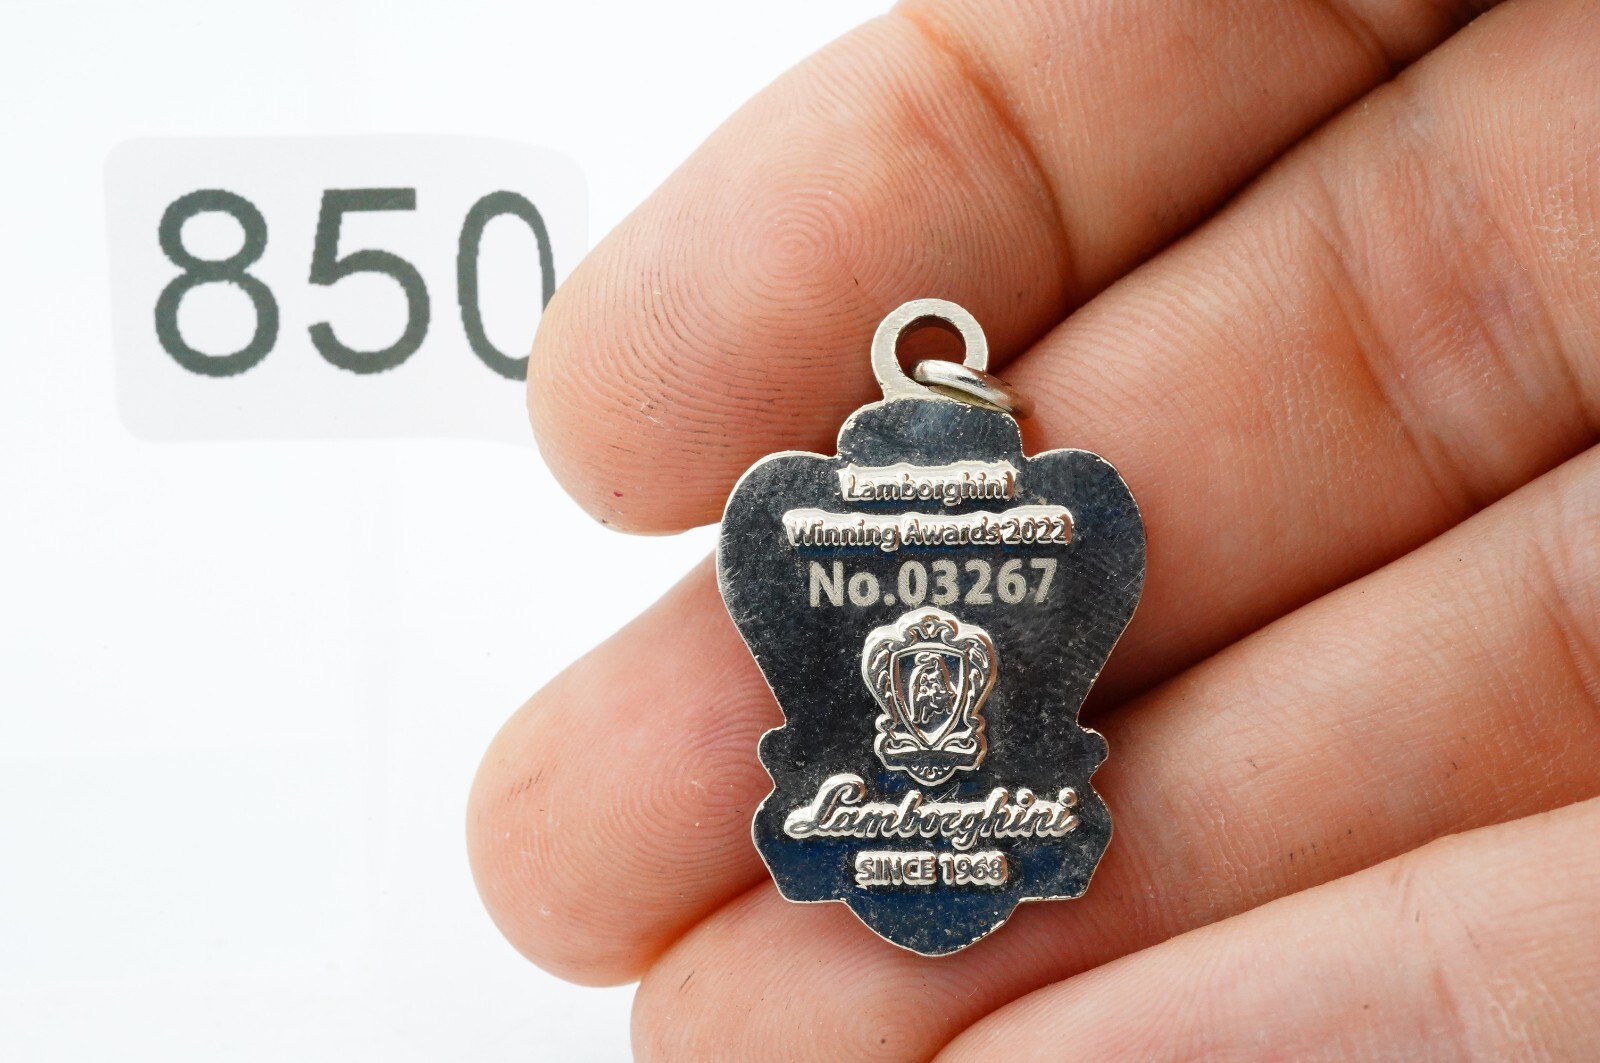 850
Lamborghini
Winning Awards 2022
No.03267
Lamborghini
SINCE 1968